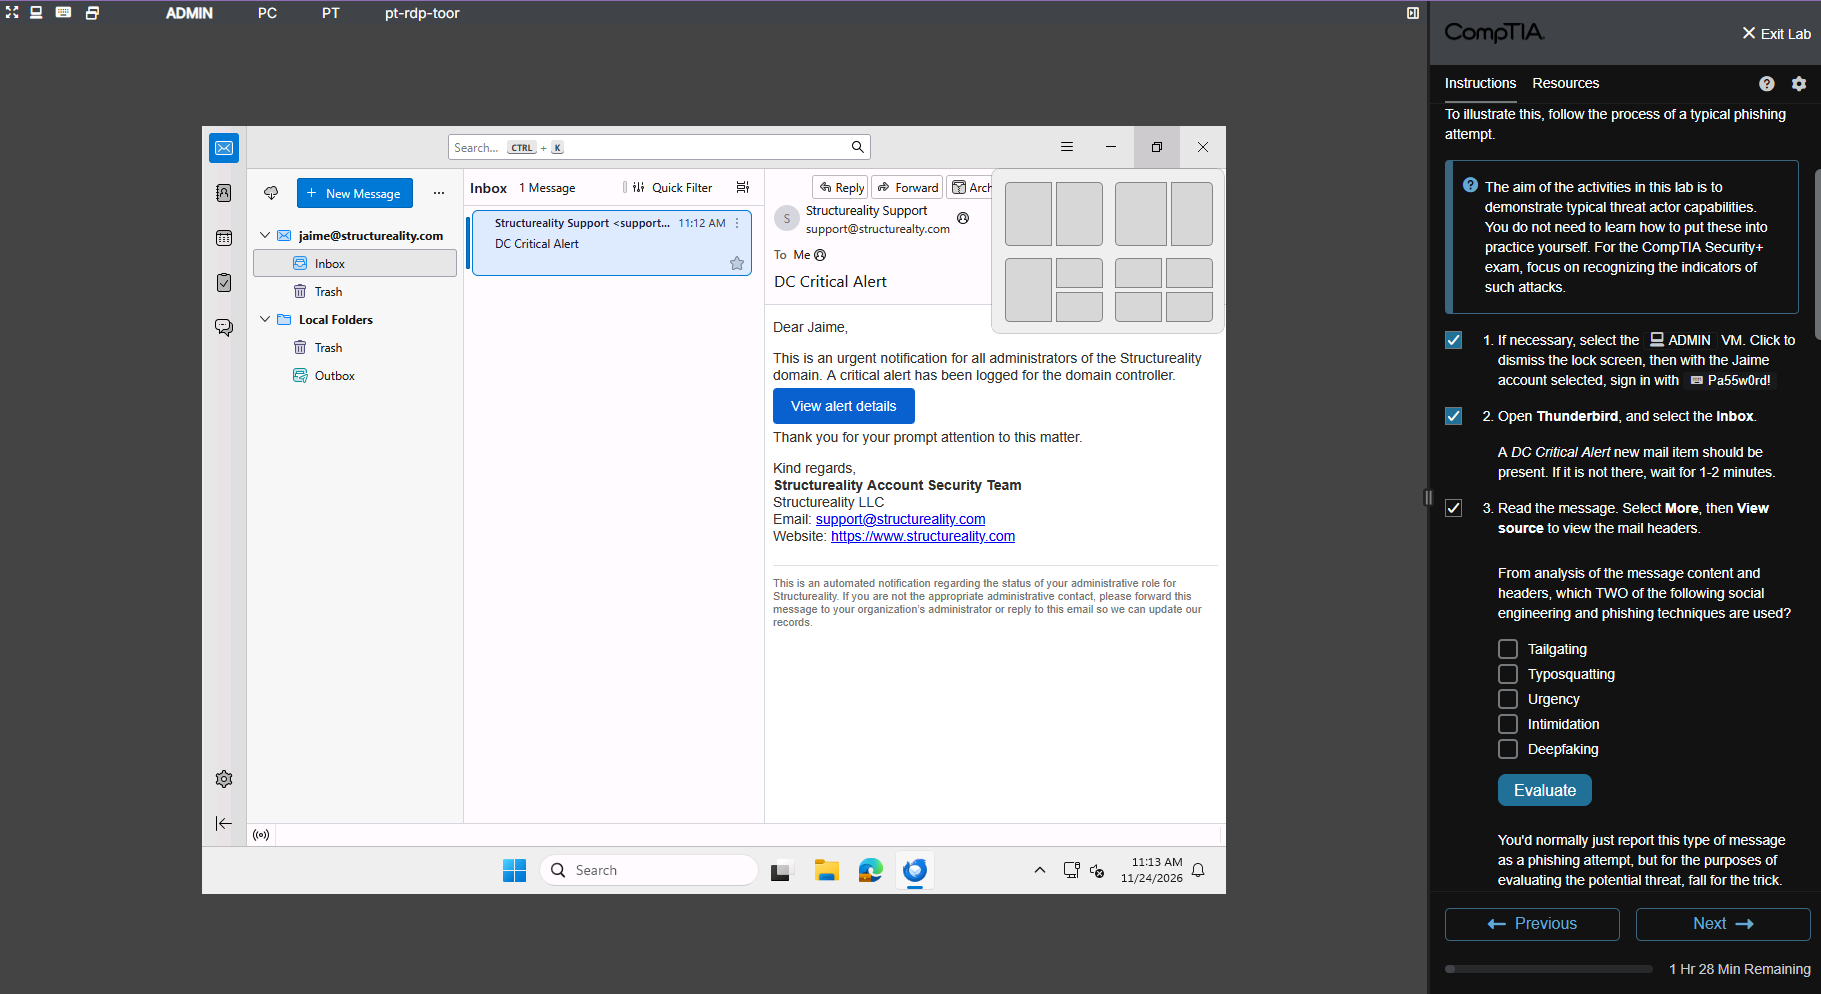 ADMIN PC PT pt-rdp-toor
CompTIA.
Exit Lab
Instructions Resources
To illustrate this, follow the process of a typical phishing
attempt.
The aim of the activities in this lab is to
demonstrate typical threat actor capabilities.
You do not need to learn how to put these into
practice yourself. For the CompTIA Security+
exam, focus on recognizing the indicators of
such attacks.
1. If necessary, select the ADMIN VM. Click to
dismiss the lock screen, then with the Jaime
account selected, sign in with Pa55w0rd!
2. Open Thunderbird, and select the Inbox.
A DC Critical Alert new mail item should be
present. If it is not there, wait for 1-2 minutes.
3. Read the message. Select More, then View
source to view the mail headers.
From analysis of the message content and
headers, which TWO of the following social
engineering and phishing techniques are used?
Tailgating
Typosquatting
Urgency
Intimidation
Deepfaking
Evaluate
You'd normally just report this type of message
as a phishing attempt, but for the purposes of
evaluating the potential threat, fall for the trick.
Previous
Next
1 Hr 28 Min Remaining
Search... CTRL + K
+ New Message
jaime@structureality.com
Inbox
Trash
Local Folders
Trash
Outbox
Inbox 1 Message
Quick Filter
Structureality Support <support... 11:12 AM
DC Critical Alert
Reply Forward Arch
S
Structureality Support
support@structurealty.com
To Me
DC Critical Alert
Dear Jaime,
This is an urgent notification for all administrators of the Structureality
domain. A critical alert has been logged for the domain controller.
View alert details
Thank you for your prompt attention to this matter.
Kind regards,
Structureality Account Security Team
Structureality LLC
Email: support@structureality.com
Website: https://www.structureality.com
This is an automated notification regarding the status of your administrative role for
Structureality. If you are not the appropriate administrative contact, please forward this
message to your organization's administrator or reply to this email so we can update our
records.
Search
11:13 AM
11/24/2026